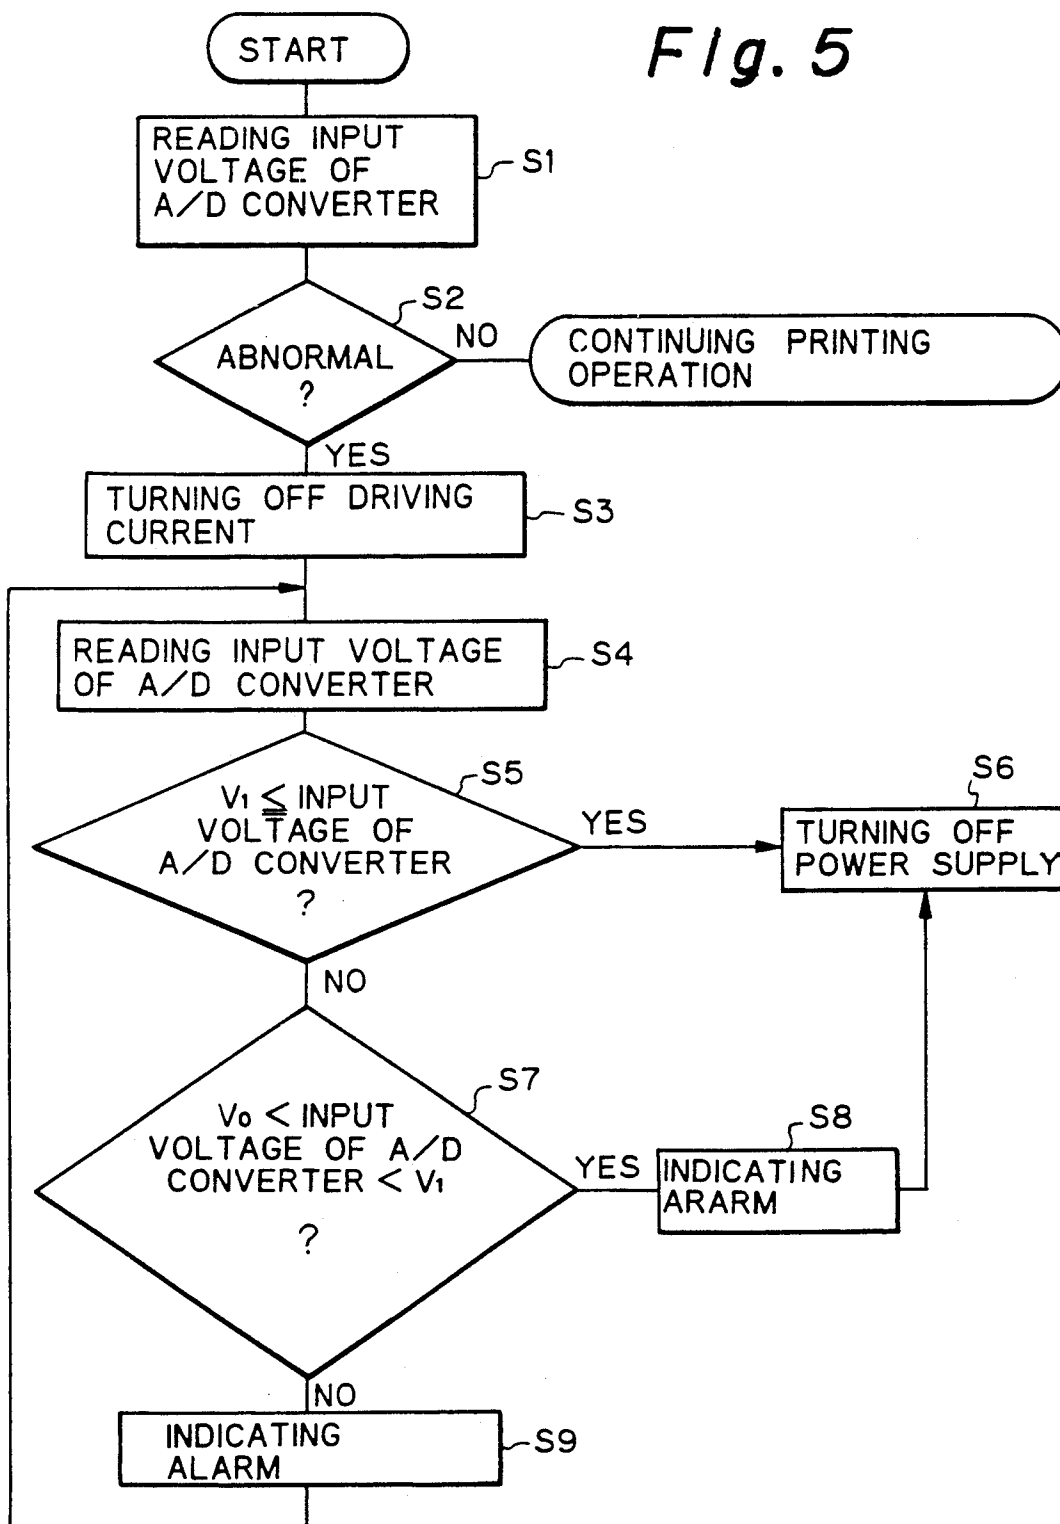 START
Fig. 5
READING INPUT
VOLTAGE OF
A/D CONVERTER
S1
S2
ABNORMAL
?
NO
CONTINUING PRINTING
OPERATION
YES
TURNING OFF DRIVING
CURRENT
S3
READING INPUT VOLTAGE
OF A/D CONVERTER
S4
S5
V1 ≦ INPUT
VOLTAGE OF
A/D CONVERTER
?
YES
S6
TURNING OFF
POWER SUPPLY
NO
S7
V0 < INPUT
VOLTAGE OF A/D
CONVERTER < V1
?
YES
S8
INDICATING
ARARM
NO
INDICATING
ALARM
S9